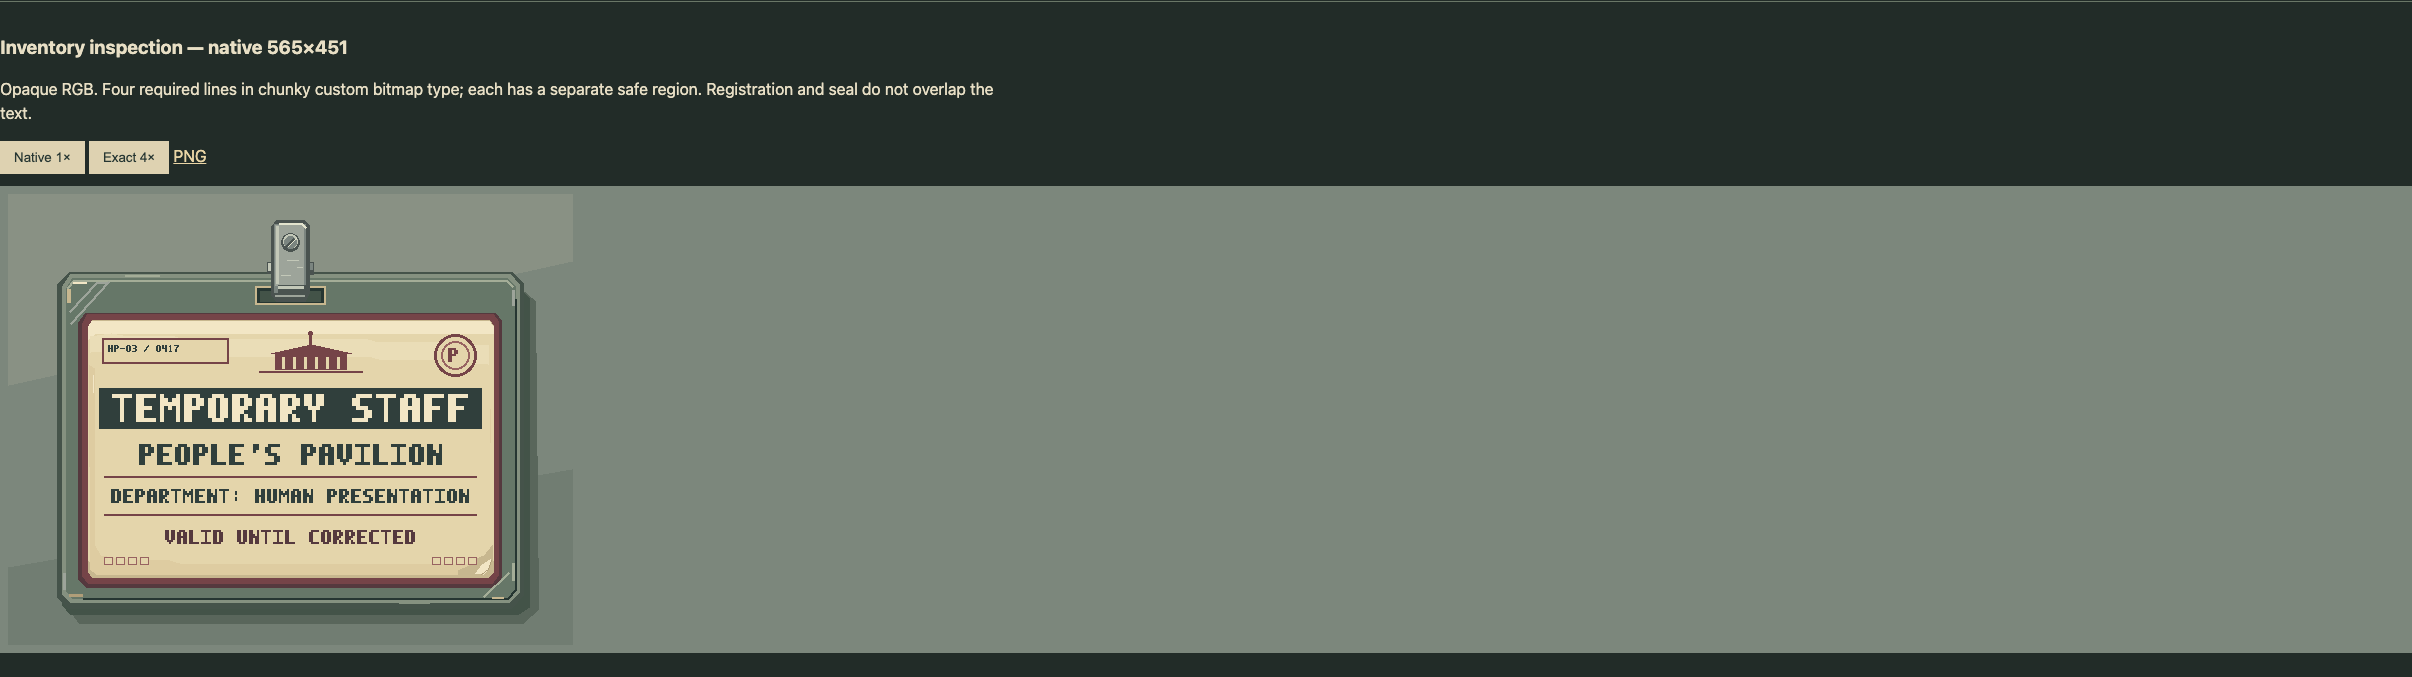 Inventory inspection — native 565×451
Opaque RGB. Four required lines in chunky custom bitmap type; each has a separate safe region. Registration and seal do not overlap the
text.
Native 1× Exact 4× PNG
HP-03 / 0417
P
TEMPORARY STAFF
PEOPLE'S PAVILION
DEPARTMENT: HUMAN PRESENTATION
VALID UNTIL CORRECTED